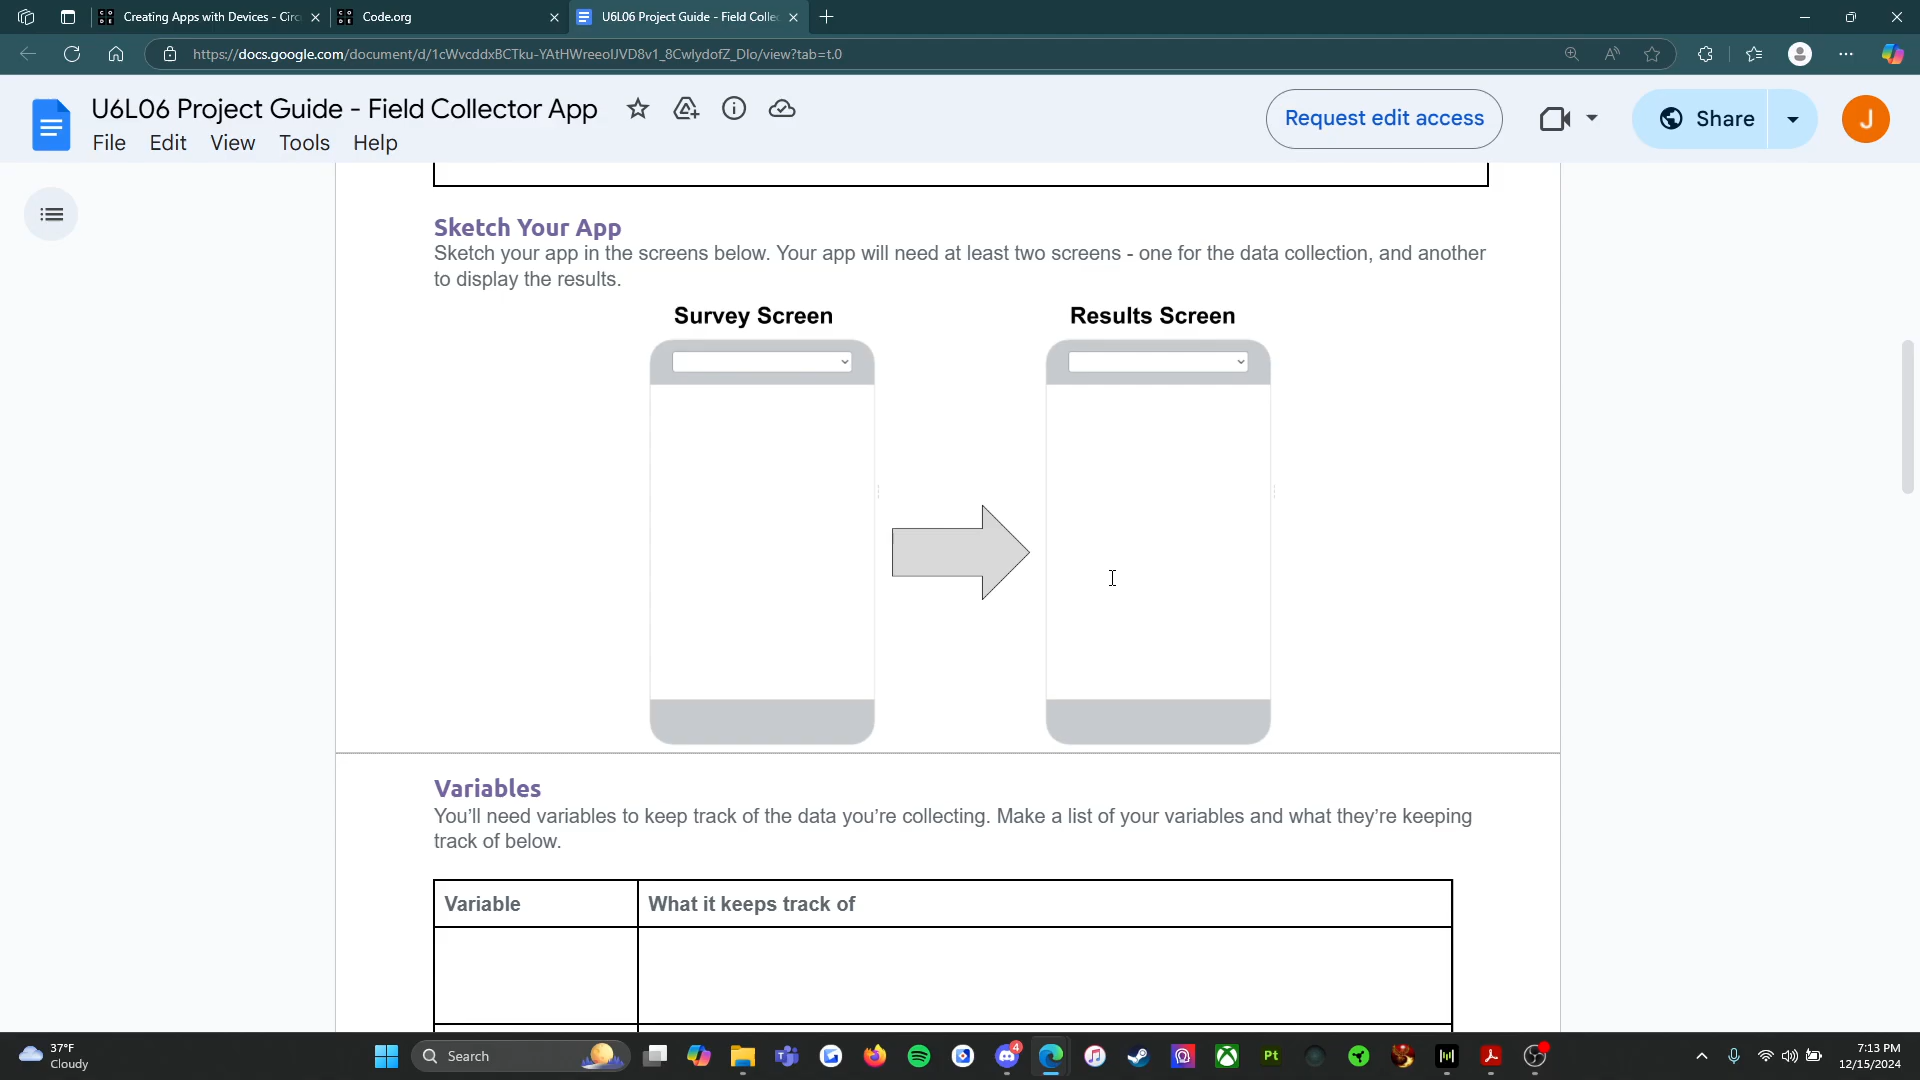 Creating Apps with Devices - Circ
Code.org
U6L06 Project Guide - Field Collec
https://docs.google.com/document/d/1cWvcddxBCTku-YAtHWreeolJVD8v1_8CwlydofZ_DIo/view?tab=t.0
U6L06 Project Guide - Field Collector App
File Edit View Tools Help
Request edit access
Share
J
Sketch Your App
Sketch your app in the screens below. Your app will need at least two screens - one for the data collection, and another
to display the results.
Survey Screen
Results Screen
Variables
You'll need variables to keep track of the data you're collecting. Make a list of your variables and what they're keeping
track of below.
Variable
What it keeps track of
37°F
Cloudy
Search
4
Pt
7:13 PM
12/15/2024